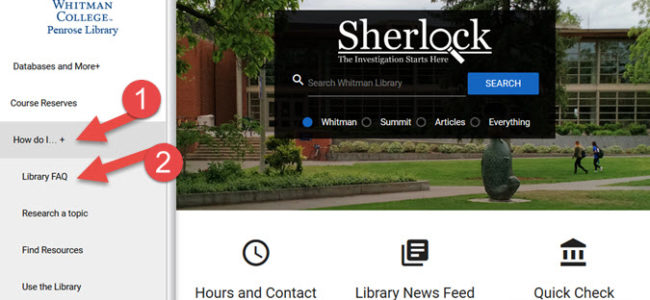 WHITMAN
COLLEGE
Penrose Library
Databases and More+
Course Reserves
How do I... +
Library FAQ
Research a topic
Find Resources
Use the Library
1
2
Sherlock
The Investigation Starts Here
Search Whitman Library
SEARCH
Whitman Summit Articles Everything
Hours and Contact
Library News Feed
Quick Check